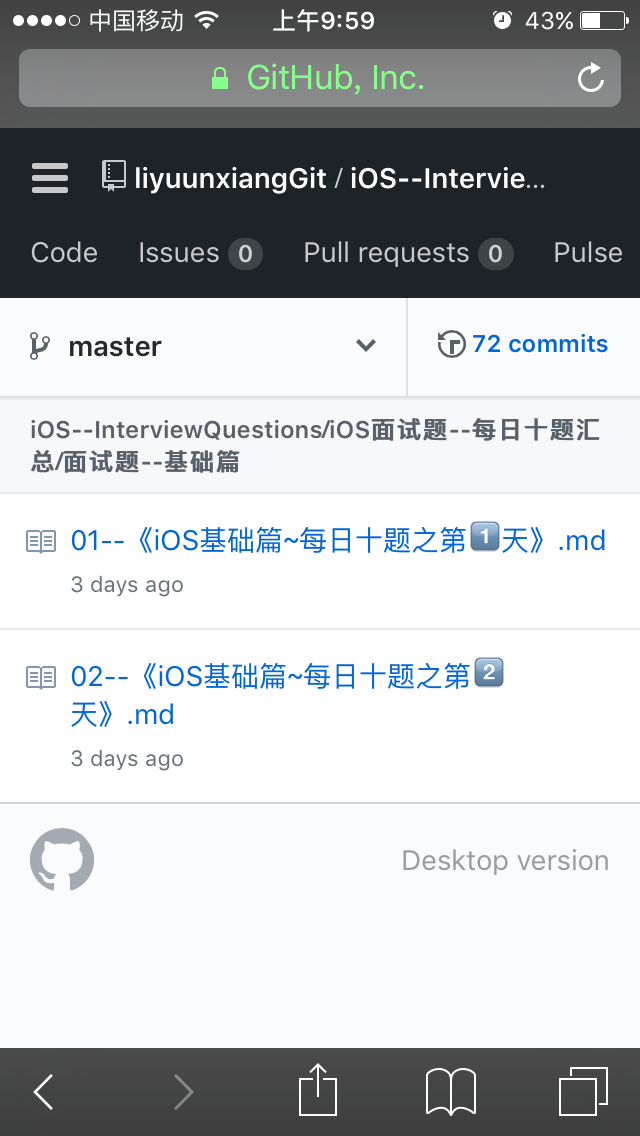 中国移动 上午9:59 43%
GitHub, Inc.
liyuunxiangGit / iOS--Intervie...
Code Issues 0 Pull requests 0 Pulse
master 72 commits
iOS--InterviewQuestions/iOS面试题--每日十题汇
总/面试题--基础篇
01--《iOS基础篇~每日十题之第1️⃣天》.md
3 days ago
02--《iOS基础篇~每日十题之第2️⃣
天》.md
3 days ago
Desktop version